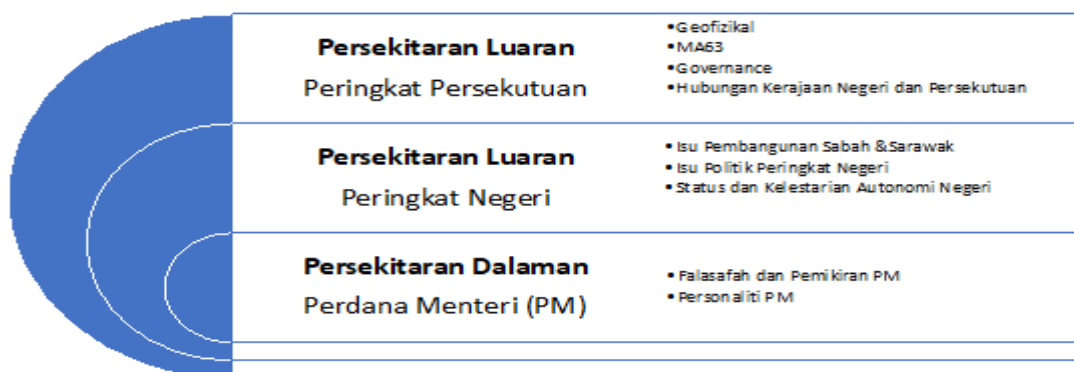 Persekitaran Luaran
Peringkat Persekutuan
•Geofizikal
•MA63
•Governance
•Hubungan Kerajaan Negeri dan Persekutuan
Persekitaran Luaran
Peringkat Negeri
•Isu Pembangunan Sabah &Sarawak
•Isu Politik Peringkat Negeri
•Status dan Kelestarian Autonomi Negeri
Persekitaran Dalaman
Perdana Menteri (PM)
•Falasafah dan Pemikiran PM
•Personaliti PM